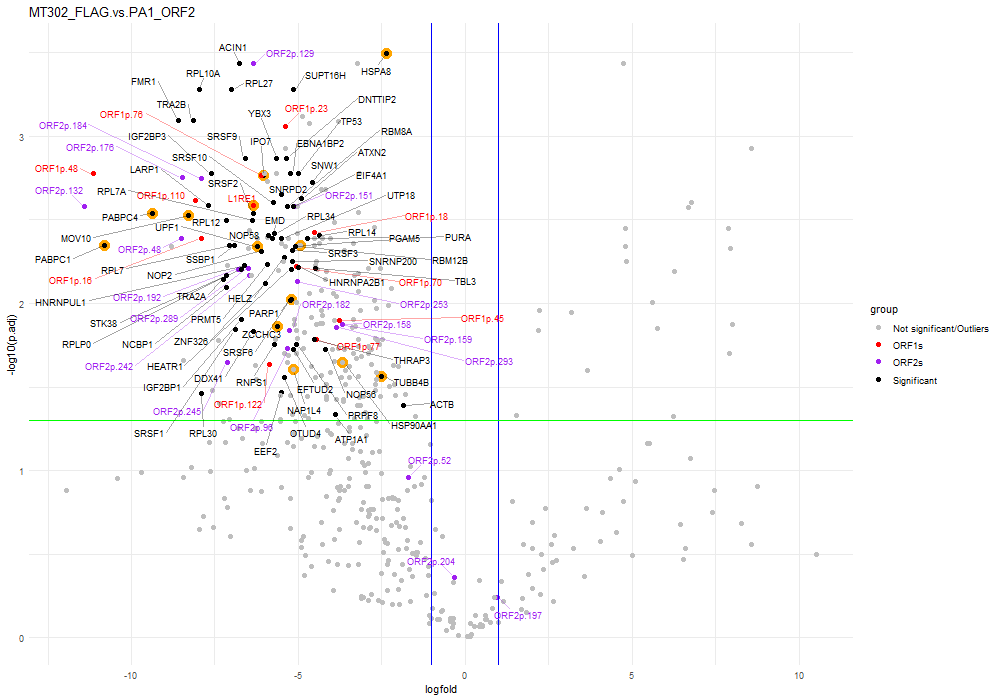 MT302_FLAG.vs.PA1_ORF2
ACIN1
ORF2p.129
HSPA8
RPL10A
SUPT16H
FMR1
RPL27
DNTTIP2
TRA2B
ORF1p.23
ORF1p.76
YBX3
TP53
ORF2p.184
RBM8A
IGF2BP3
SRSF9
IPO7
EBNA1BP2
ORF2p.176
ATXN2
SRSF10
SNW1
ORF1p.48
LARP1
EIF4A1
SRSF2
SNRPD2
ORF2p.132
RPL7A
ORF1p.110
L1RE1
ORF2p.151
UTP18
PABPC4
RPL12
EMD
RPL34
ORF1p.18
UPF1
NOP58
RPL14
MOV10
ORF2p.48
PGAM5
PURA
PABPC1
SSBP1
SRSF3
SNRNP200
RBM12B
RPL7
ORF1p.16
NOP2
HNRNPA2B1
ORF1p.70
TBL3
HNRNPUL1
ORF2p.192
TRA2A
HELZ
ORF2p.182
ORF2p.253
PARP1
STK38
ORF2p.289
PRMT5
ORF1p.45
ORF2p.158
ZNF326
ZCCHC3
RPLP0
NCBP1
ORF1p.77
ORF2p.159
SRSF6
THRAP3
ORF2p.293
ORF2p.242
HEATR1
DDX41
RNPS1
TUBB4B
IGF2BP1
EFTUD2
NOP56
ORF1p.122
ACTB
ORF2p.245
NAP1L4
PRPF8
HSP90AA1
ORF2p.96
SRSF1
RPL30
OTUD4
ATP1A1
EEF2
ORF2p.52
ORF2p.204
ORF2p.197
-log10(p.adj)
3
2
1
0
-10
-5
0
5
10
logfold
group
Not significant/Outliers
ORF1s
ORF2s
Significant